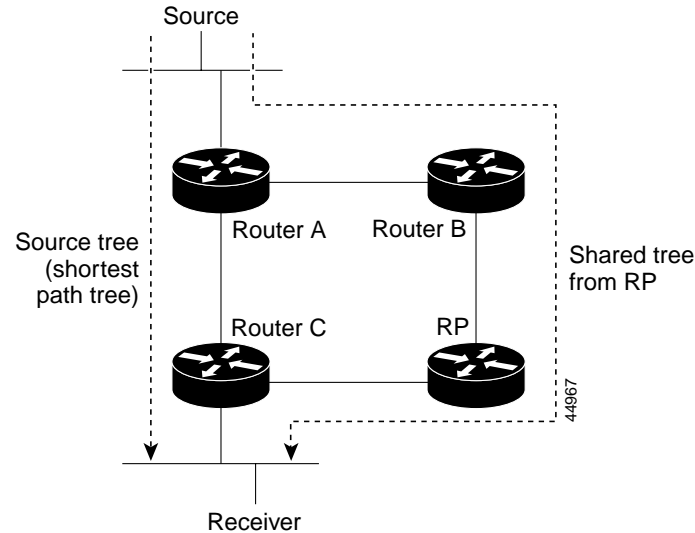 Source
Router A
Router B
Source tree
(shortest
path tree)
Shared tree
from RP
Router C
RP
44967
Receiver